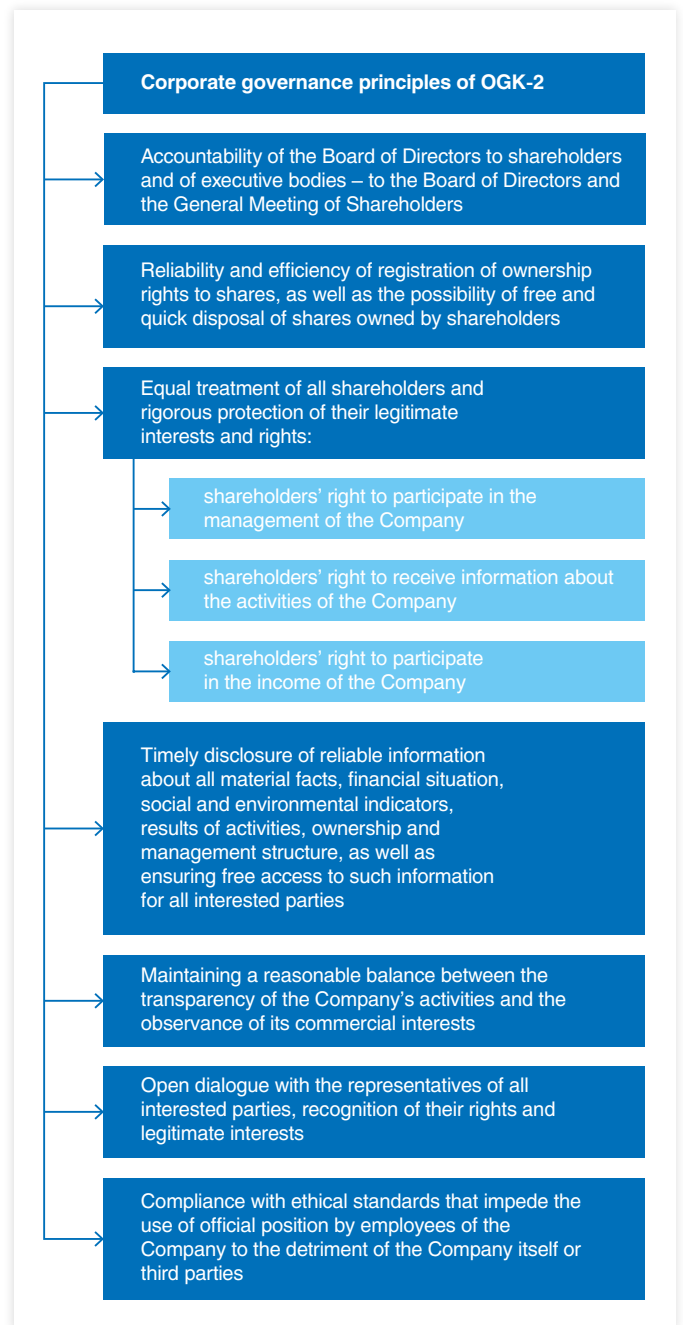 Corporate governance principles of OGK-2
Accountability of the Board of Directors to shareholders
and of executive bodies – to the Board of Directors and
the General Meeting of Shareholders
Reliability and efficiency of registration of ownership
rights to shares, as well as the possibility of free and
quick disposal of shares owned by shareholders
Equal treatment of all shareholders and
rigorous protection of their legitimate
interests and rights:
shareholders’ right to participate in the
management of the Company
shareholders’ right to receive information about
the activities of the Company
shareholders’ right to participate
in the income of the Company
Timely disclosure of reliable information
about all material facts, financial situation,
social and environmental indicators,
results of activities, ownership and
management structure, as well as
ensuring free access to such information
for all interested parties
Maintaining a reasonable balance between the
transparency of the Company’s activities and the
observance of its commercial interests
Open dialogue with the representatives of all
interested parties, recognition of their rights and
legitimate interests
Compliance with ethical standards that impede the
use of official position by employees of the
Company to the detriment of the Company itself or
third parties